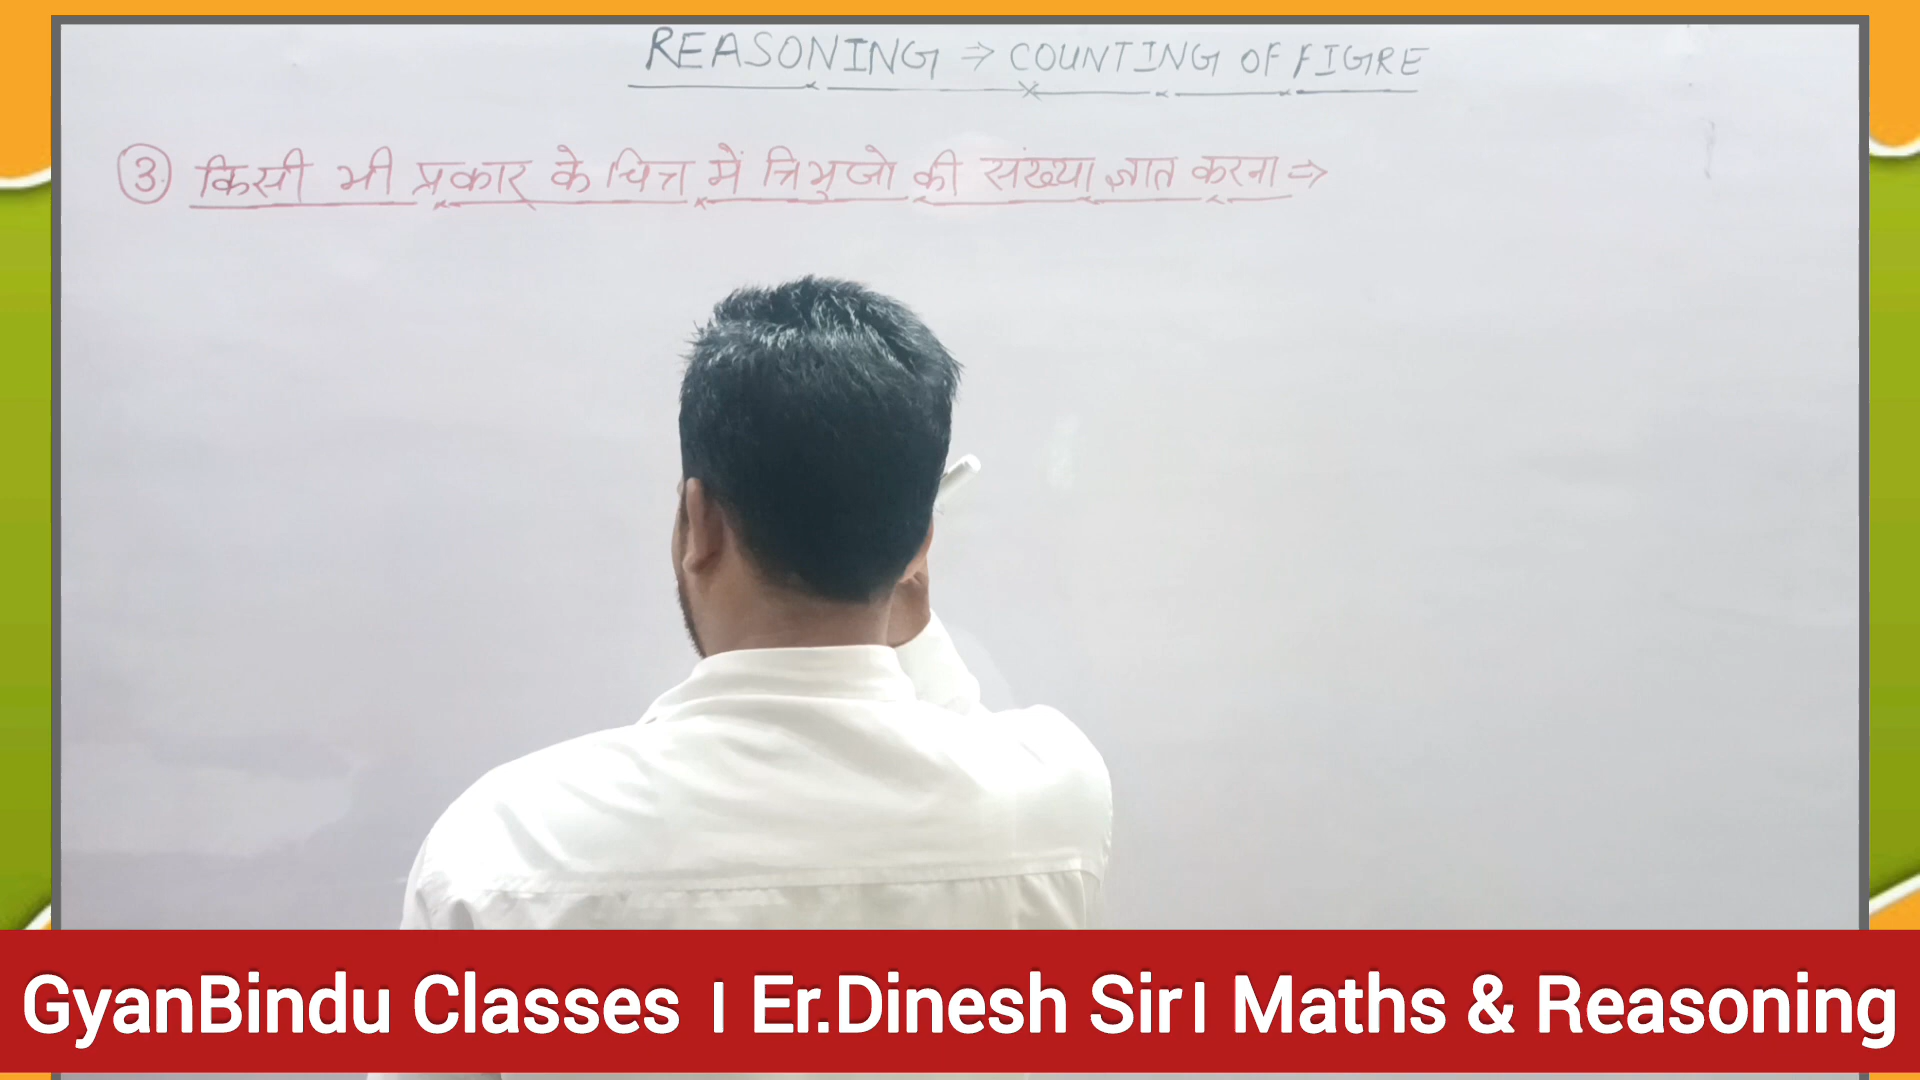 REASONING ⇒ COUNTING OF FIGRE
③ किसी भी प्रकार के चित्र में त्रिभुजो की संख्या ज्ञात करना ⇒
GyanBindu Classes । Er.Dinesh Sir। Maths & Reasoning